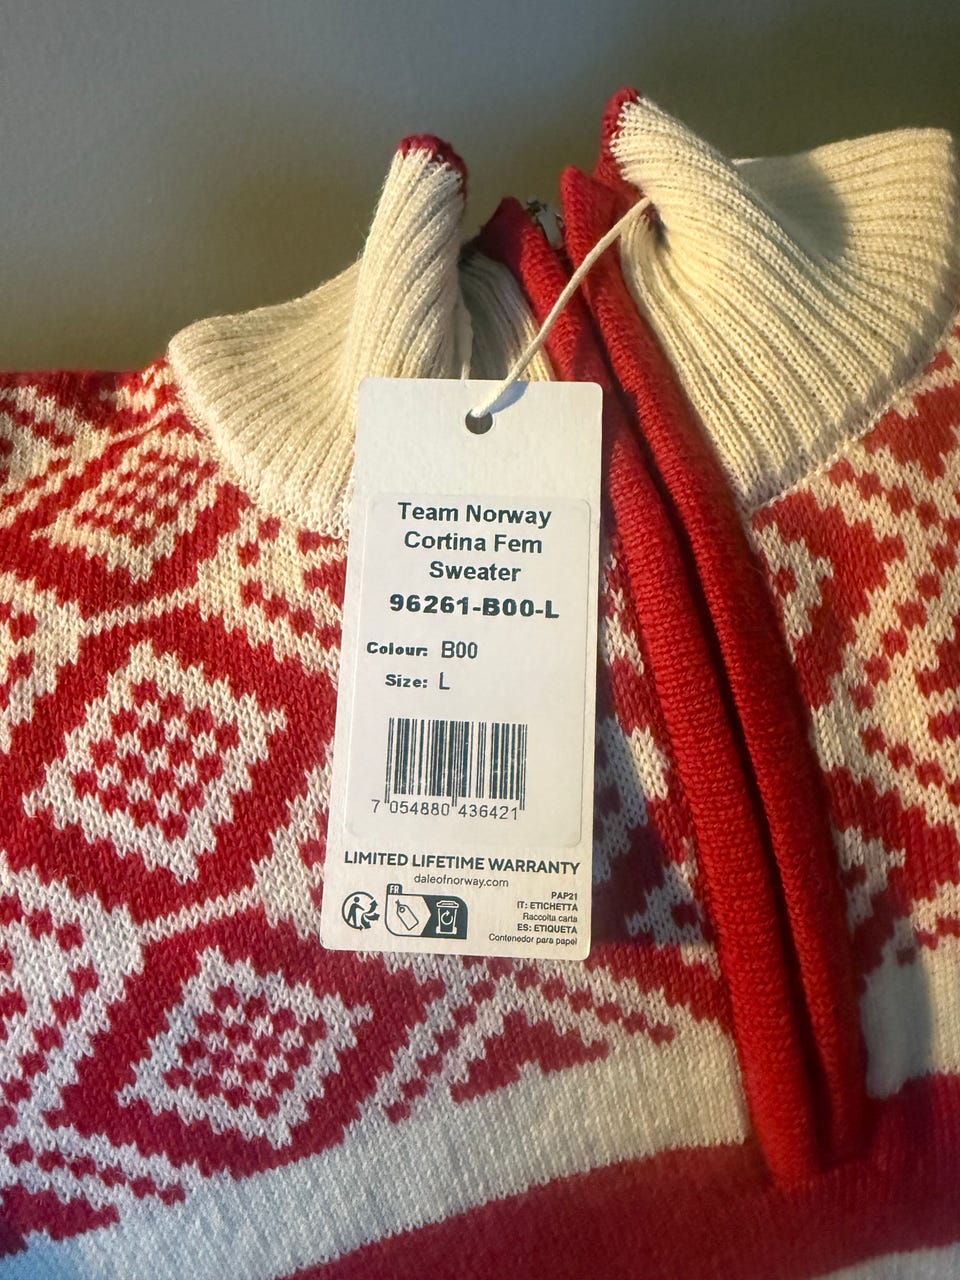 Team Norway
Cortina Fem
Sweater
96261-B00-L
Colour: B00
Size: L
7 054880 436421
LIMITED LIFETIME WARRANTY
daleofnorway.com
FR
PAP21
IT: ETICHETTA
Raccolta carta
ES: ETIQUETA
Contenedor para papel